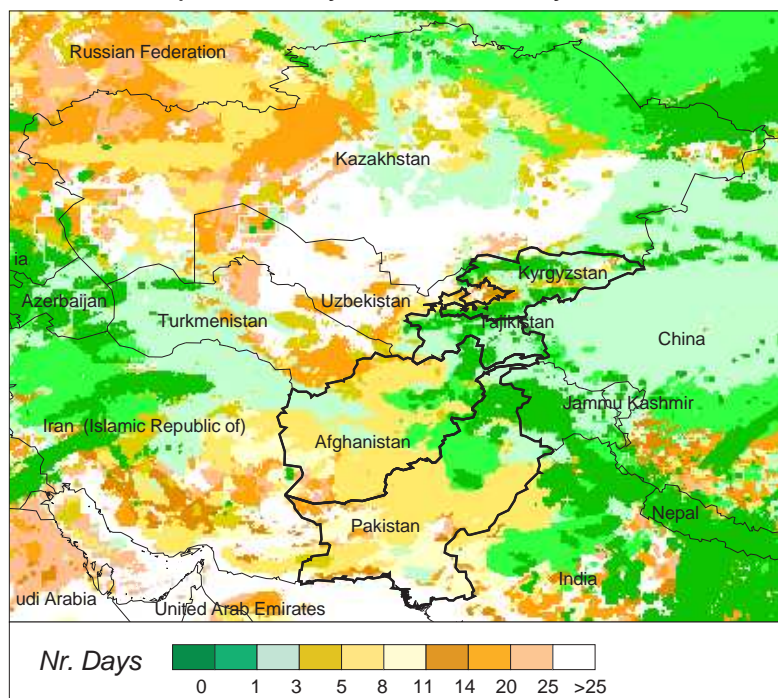 Russian Federation
Kazakhstan
ia
Kyrgyzstan
Azerbaijan
Uzbekistan
Turkmenistan
Tajikistan
China
Jammu Kashmir
Iran (Islamic Republic of)
Afghanistan
Nepal
Pakistan
India
udi Arabia
United Arab Emirates
Nr. Days
0 1 3 5 8 11 14 20 25 >25